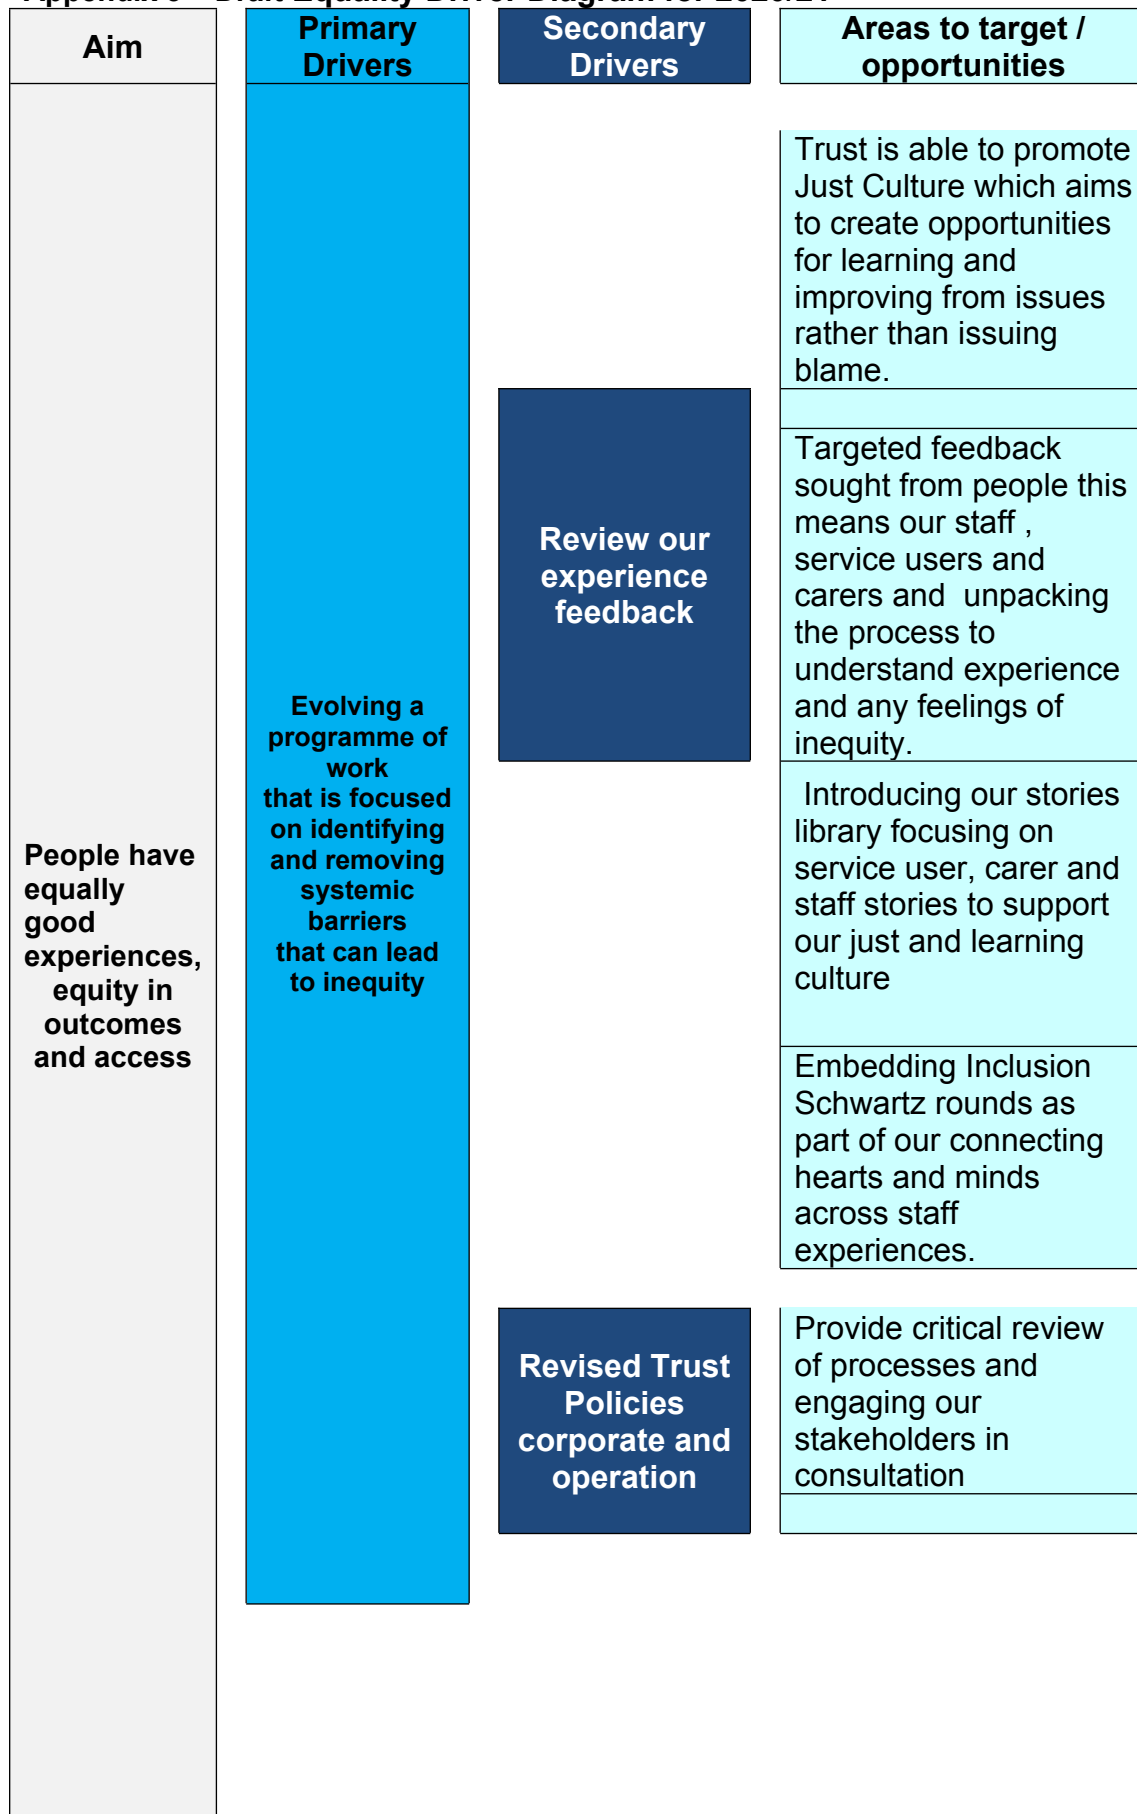 Aim
Primary
Drivers
Secondary
Drivers
Areas to target /
opportunities
People have
equally
good
experiences,
equity in
outcomes
and access
Evolving a
programme of
work
that is focused
on identifying
and removing
systemic
barriers
that can lead
to inequity
Review our
experience
feedback
Revised Trust
Policies
corporate and
operation
Trust is able to promote
Just Culture which aims
to create opportunities
for learning and
improving from issues
rather than issuing
blame.
Targeted feedback
sought from people this
means our staff ,
service users and
carers and  unpacking
the process to
understand experience
and any feelings of
inequity.
Introducing our stories
library focusing on
service user, carer and
staff stories to support
our just and learning
culture
Embedding Inclusion
Schwartz rounds as
part of our connecting
hearts and minds
across staff
experiences.
Provide critical review
of processes and
engaging our
stakeholders in
consultation